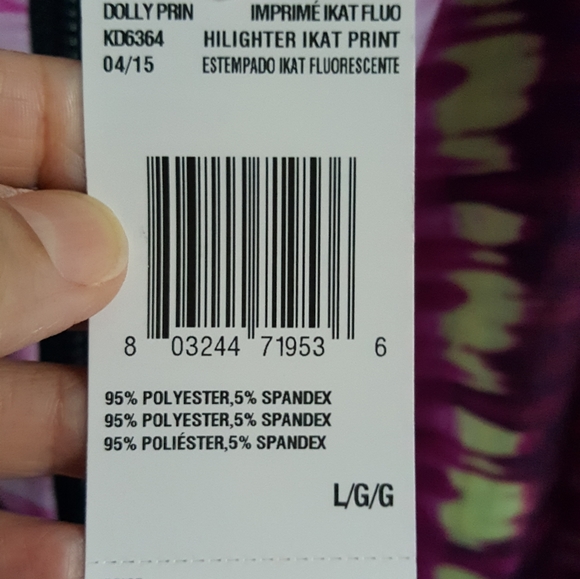 DOLLY PRIN IMPRIMÉ IKAT FLUO
KD6364 HILIGHTER IKAT PRINT
04/15 ESTEMPADO IKAT FLUORESCENTE
8 03244 71953 6
95% POLYESTER,5% SPANDEX
95% POLYESTER,5% SPANDEX
95% POLIÉSTER,5% SPANDEX
L/G/G